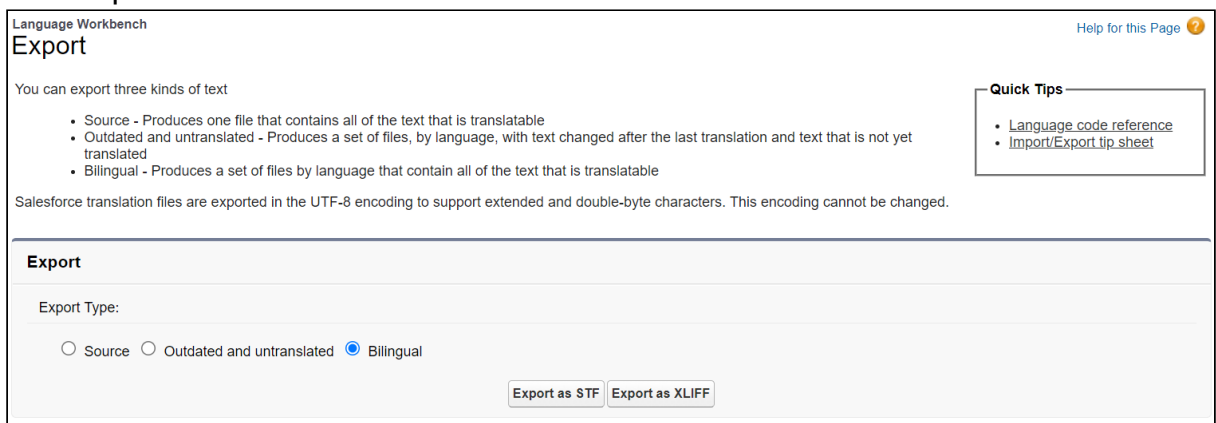 Language Workbench
Export
Help for this Page
You can export three kinds of text
Source - Produces one file that contains all of the text that is translatable
Outdated and untranslated - Produces a set of files, by language, with text changed after the last translation and text that is not yet
translated
Bilingual - Produces a set of files by language that contain all of the text that is translatable
Salesforce translation files are exported in the UTF-8 encoding to support extended and double-byte characters. This encoding cannot be changed.
Quick Tips
Language code reference
Import/Export tip sheet
Export
Export Type:
Source Outdated and untranslated Bilingual
Export as STF Export as XLIFF